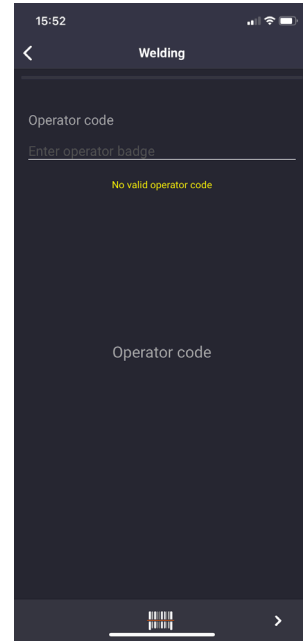 15:52
Welding
Operator code
Enter operator badge
No valid operator code
Operator code